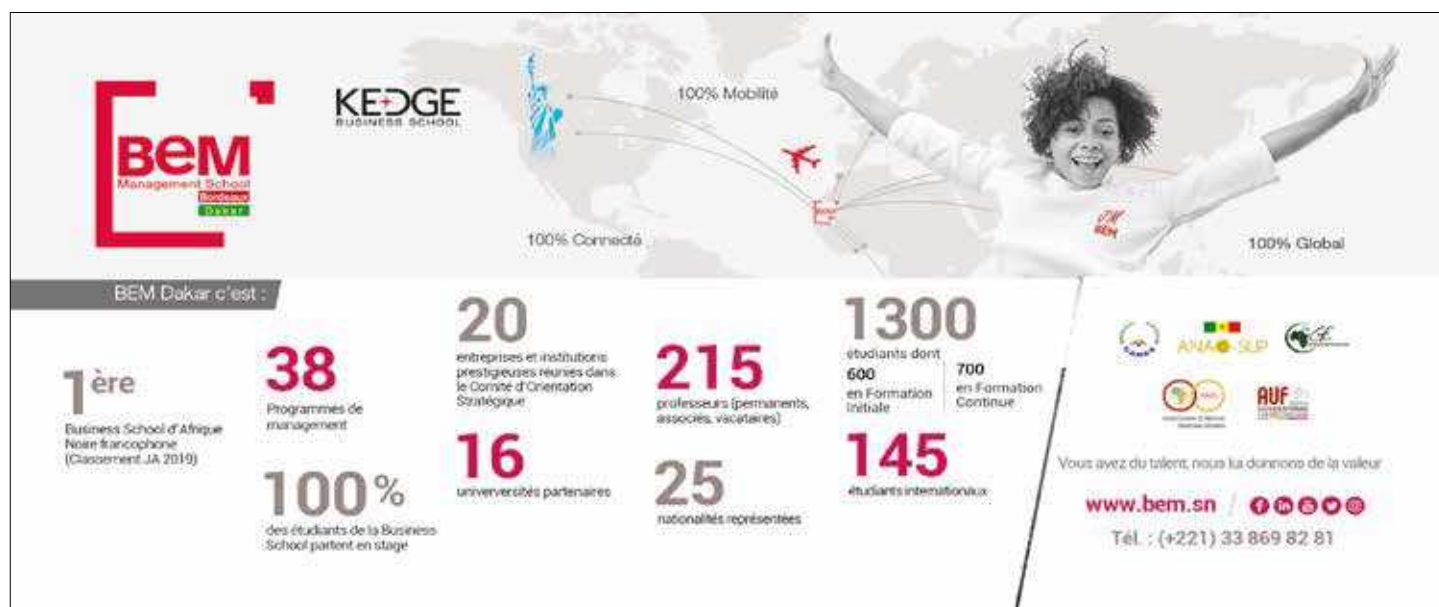 BeM
Management School
Bordeaux
Dakar
KEDGE
BUSINESS SCHOOL
100% Mobilité
100% Connecté
BEM
100% Global
BEM Dakar c'est :
1ère
Business School d'Afrique
Noire francophone
(Classement JA 2019)
38
Programmes de
management
100%
des étudiants de la Business
School partent en stage
20
entreprises et institutions
prestigieuses réunies dans
le Comité d'Orientation
Stratégique
16
univerversités partenaires
215
professeurs (permanents,
associés, vacataires)
25
nationalités représentées
1300
étudiants dont
600
en Formation
Initiale
700
en Formation
Continue
145
étudiants internationaux
CAMES
ANAQ-SUP
AUF
Vous avez du talent, nous lui donnons de la valeur
www.bem.sn /
Tél. : (+221) 33 869 82 81